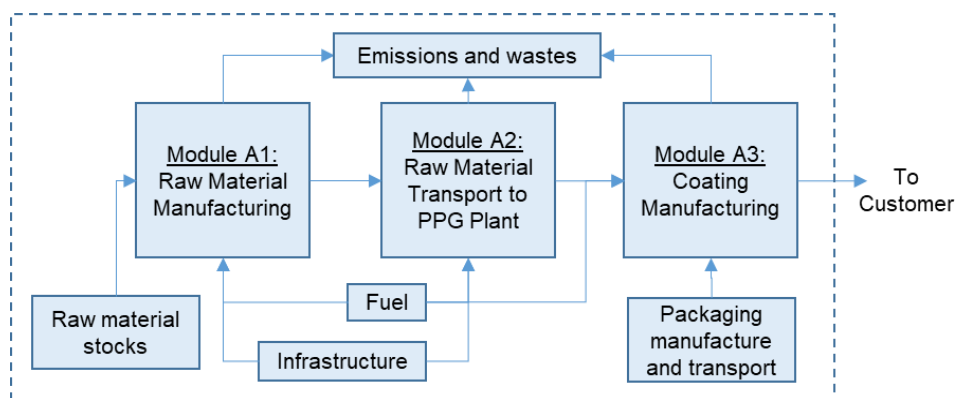 Emissions and wastes
Module A1:
Raw Material
Manufacturing
Module A2:
Raw Material
Transport to
PPG Plant
Module A3:
Coating
Manufacturing
To
Customer
Raw material
stocks
Fuel
Infrastructure
Packaging
manufacture
and transport